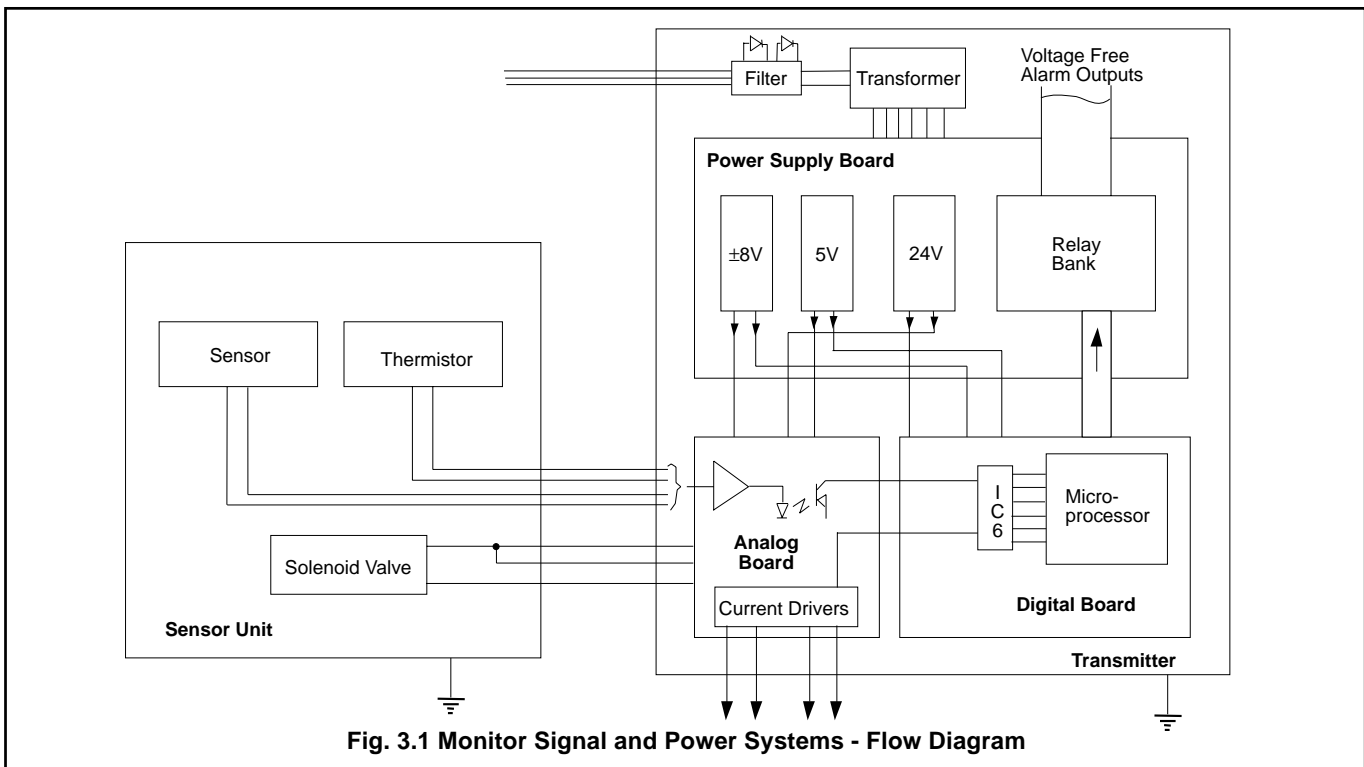 Voltage Free
Alarm Outputs
Filter
Transformer
Power Supply Board
±8V
5V
24V
Relay
Bank
Sensor
Thermistor
I
C
6
Micro-
processor
Analog
Board
Solenoid Valve
Current Drivers
Digital Board
Sensor Unit
Transmitter
Fig. 3.1 Monitor Signal and Power Systems - Flow Diagram